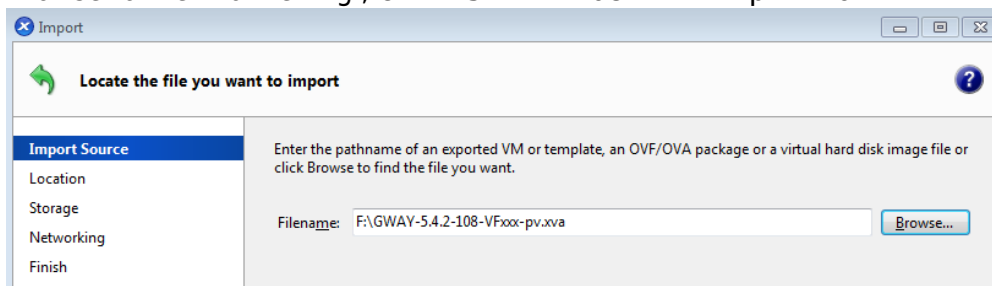 Import
Locate the file you want to import
?
Import Source
Location
Storage
Networking
Finish
Enter the pathname of an exported VM or template, an OVF/OVA package or a virtual hard disk image file or
click Browse to find the file you want.
Filename: F:\GWAY-5.4.2-108-VFxxx-pv.xva Browse...